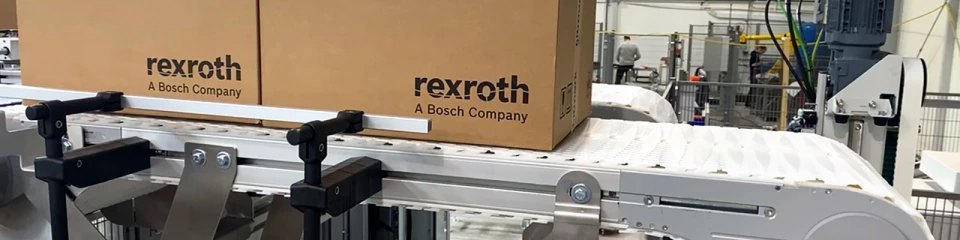 rexroth
A Bosch Company
rexroth
A Bosch Company